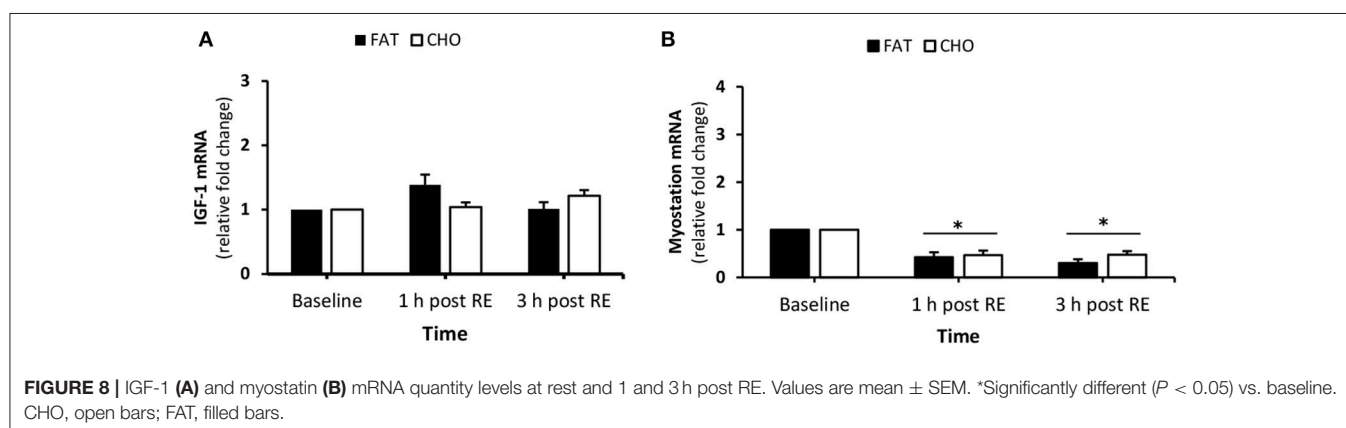 A
■ FAT □ CHO
3
2
1
0
IGF-1 mRNA
(relative fold change)
Baseline 1 h post RE 3 h post RE
Time
B
■ FAT □ CHO
4
3
2
1
0
Myostation mRNA
(relative fold change)
* *
Baseline 1 h post RE 3 h post RE
Time
FIGURE 8 | IGF-1 (A) and myostatin (B) mRNA quantity levels at rest and 1 and 3 h post RE. Values are mean ± SEM. *Significantly different (P < 0.05) vs. baseline.
CHO, open bars; FAT, filled bars.